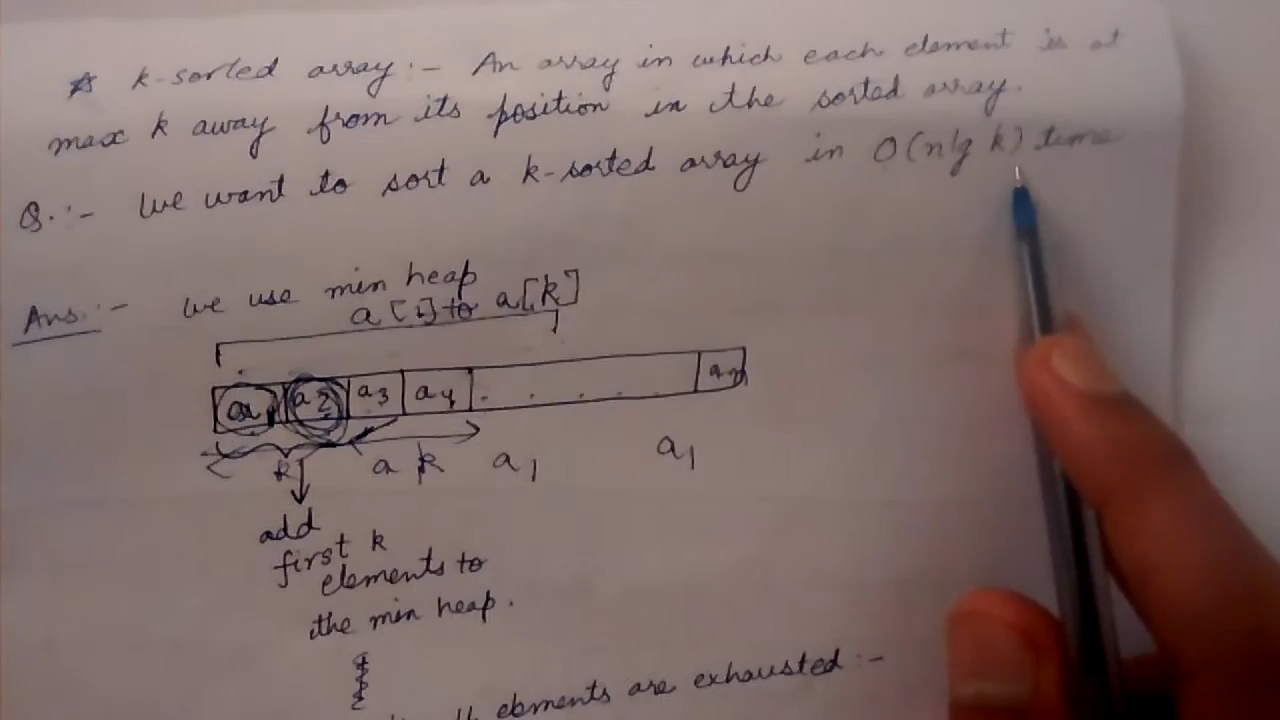 * k-sorted array:- An array in which each element is at
max k away from its position in the sorted array.
Q.:- We want to sort a k-sorted array in O(n lg k) time
Ans:- We use min heap
a[1] to a[k]
a1 a2 a3 a4 . . . . an
k a k a1 a1
add
first k
elements to
the min heap.
elements are exhausted:-